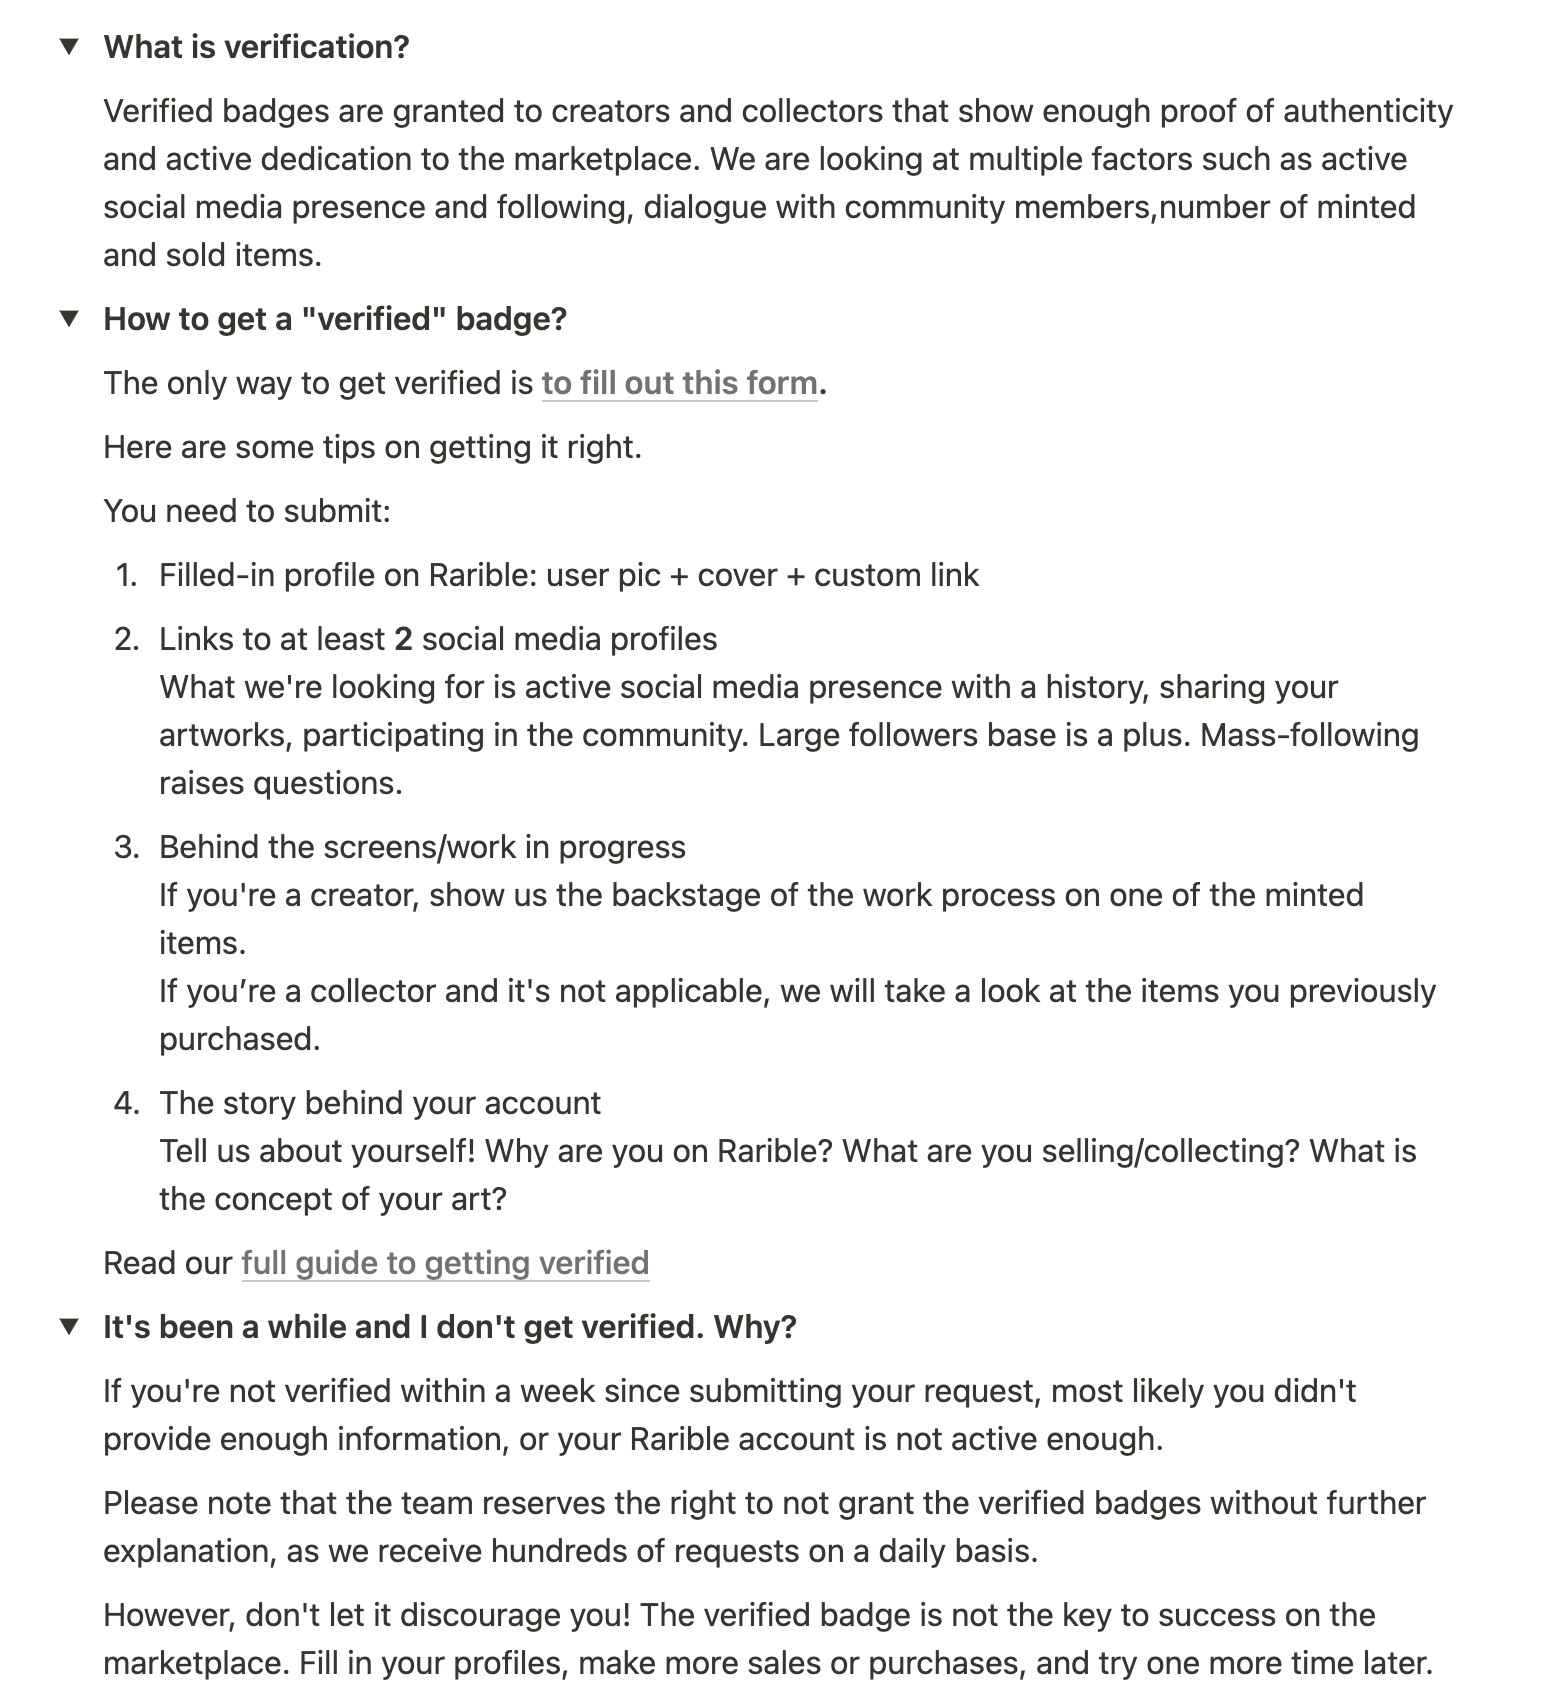 What is verification?
Verified badges are granted to creators and collectors that show enough proof of authenticity
and active dedication to the marketplace. We are looking at multiple factors such as active
social media presence and following, dialogue with community members,number of minted
and sold items.
How to get a "verified" badge?
The only way to get verified is to fill out this form.
Here are some tips on getting it right.
You need to submit:
1. Filled-in profile on Rarible: user pic + cover + custom link
2. Links to at least 2 social media profiles
What we're looking for is active social media presence with a history, sharing your
artworks, participating in the community. Large followers base is a plus. Mass-following
raises questions.
3. Behind the screens/work in progress
If you're a creator, show us the backstage of the work process on one of the minted
items.
If you’re a collector and it's not applicable, we will take a look at the items you previously
purchased.
4. The story behind your account
Tell us about yourself! Why are you on Rarible? What are you selling/collecting? What is
the concept of your art?
Read our full guide to getting verified
It's been a while and I don't get verified. Why?
If you're not verified within a week since submitting your request, most likely you didn't
provide enough information, or your Rarible account is not active enough.
Please note that the team reserves the right to not grant the verified badges without further
explanation, as we receive hundreds of requests on a daily basis.
However, don't let it discourage you! The verified badge is not the key to success on the
marketplace. Fill in your profiles, make more sales or purchases, and try one more time later.